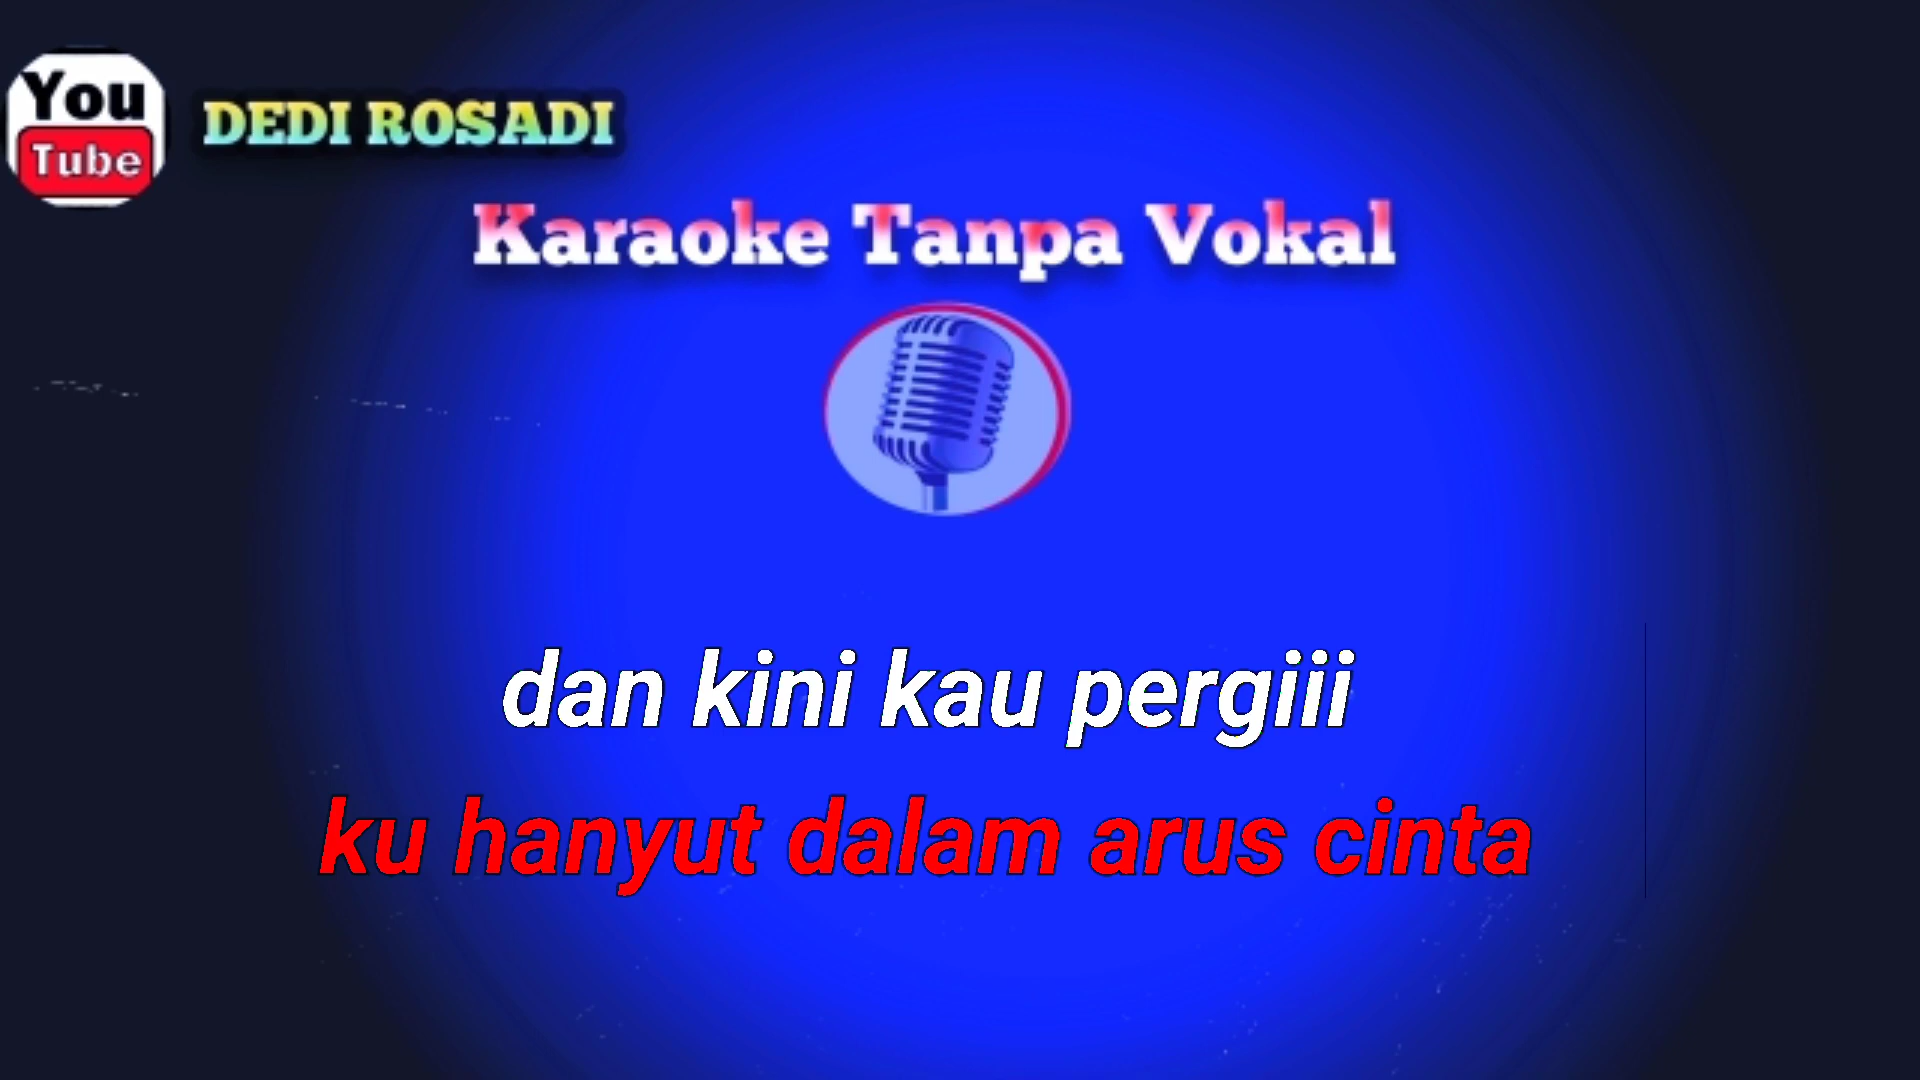 You
Tube
DEDI ROSADI
Karaoke Tanpa Vokal
dan kini kau pergiii
ku hanyut dalam arus cinta